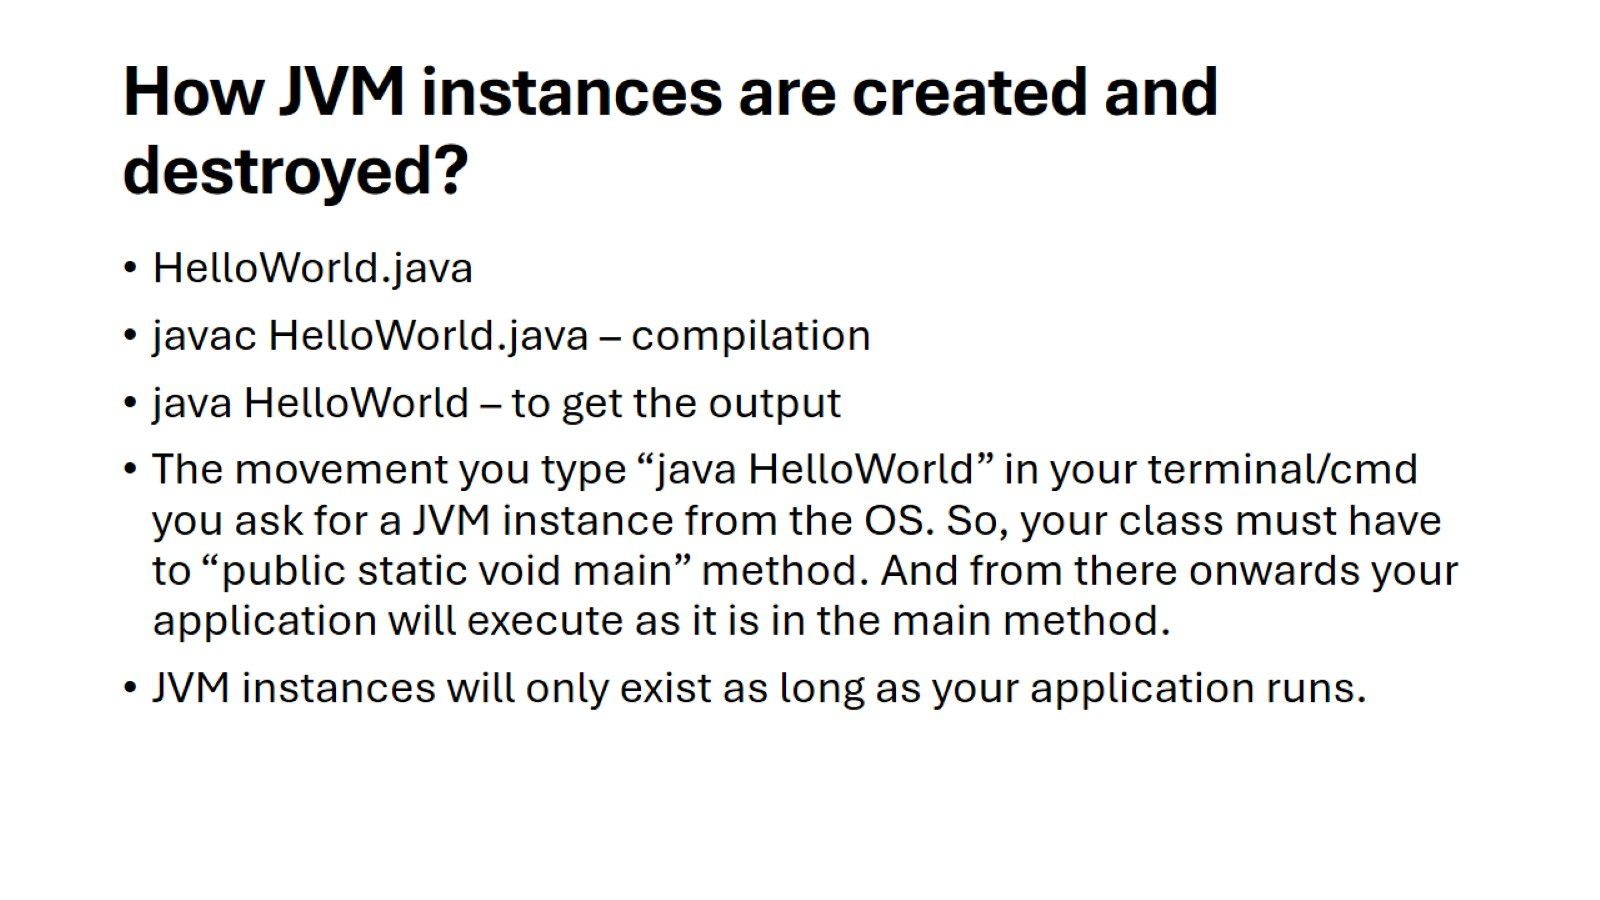 How JVM instances are created and
destroyed?
• HelloWorld.java
• javac HelloWorld.java – compilation
• java HelloWorld – to get the output
• The movement you type “java HelloWorld” in your terminal/cmd
you ask for a JVM instance from the OS. So, your class must have
to “public static void main” method. And from there onwards your
application will execute as it is in the main method.
• JVM instances will only exist as long as your application runs.